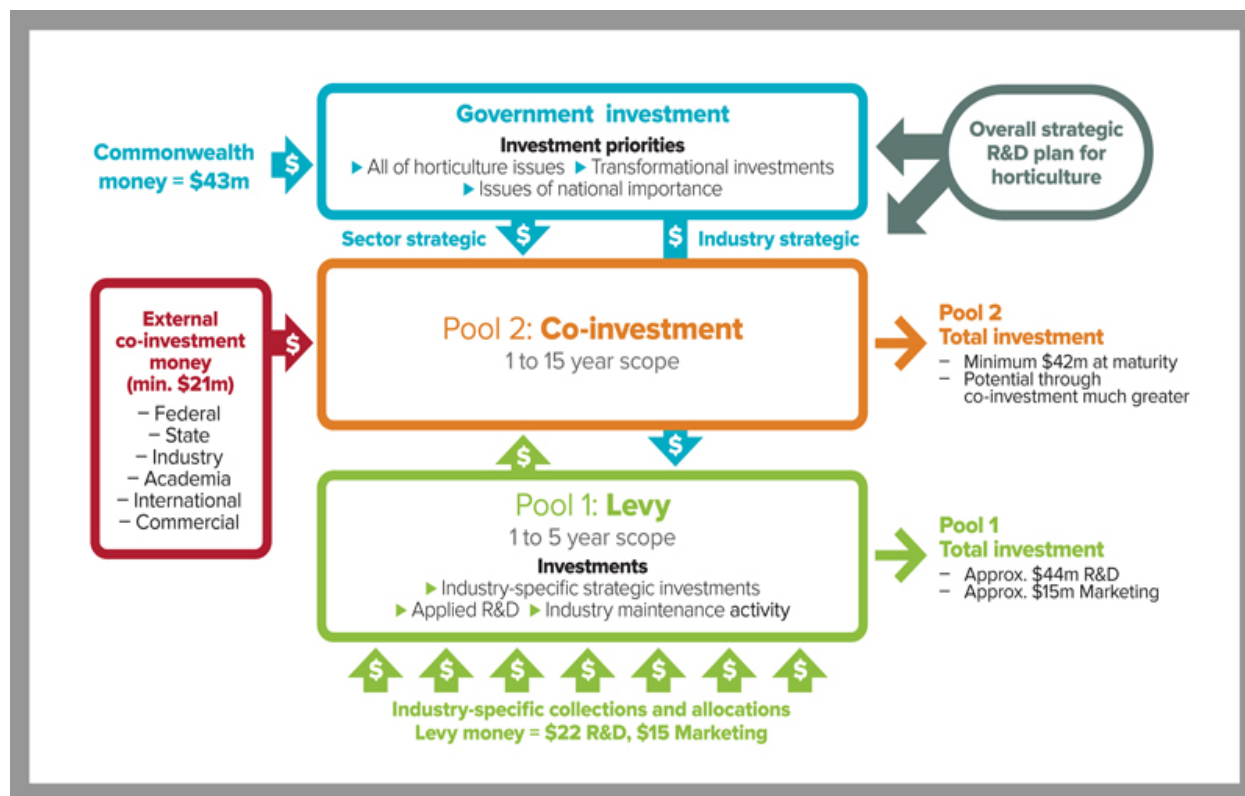 Government investment
Investment priorities
▶ All of horticulture issues ▶ Transformational investments
▶ Issues of national importance
Commonwealth
money = $43m
$
Overall strategic
R&D plan for
horticulture
Sector strategic
$
$
Industry strategic
External
co-investment
money
(min. $21m)
– Federal
– State
– Industry
– Academia
– International
– Commercial
$
Pool 2: Co-investment
1 to 15 year scope
Pool 2
Total investment
– Minimum $42m at maturity
– Potential through
co-investment much greater
$
$
Pool 1: Levy
1 to 5 year scope
Investments
▶ Industry-specific strategic investments
▶ Applied R&D ▶ Industry maintenance activity
Pool 1
Total investment
– Approx. $44m R&D
– Approx. $15m Marketing
$ $ $ $ $ $ $
Industry-specific collections and allocations
Levy money = $22 R&D, $15 Marketing